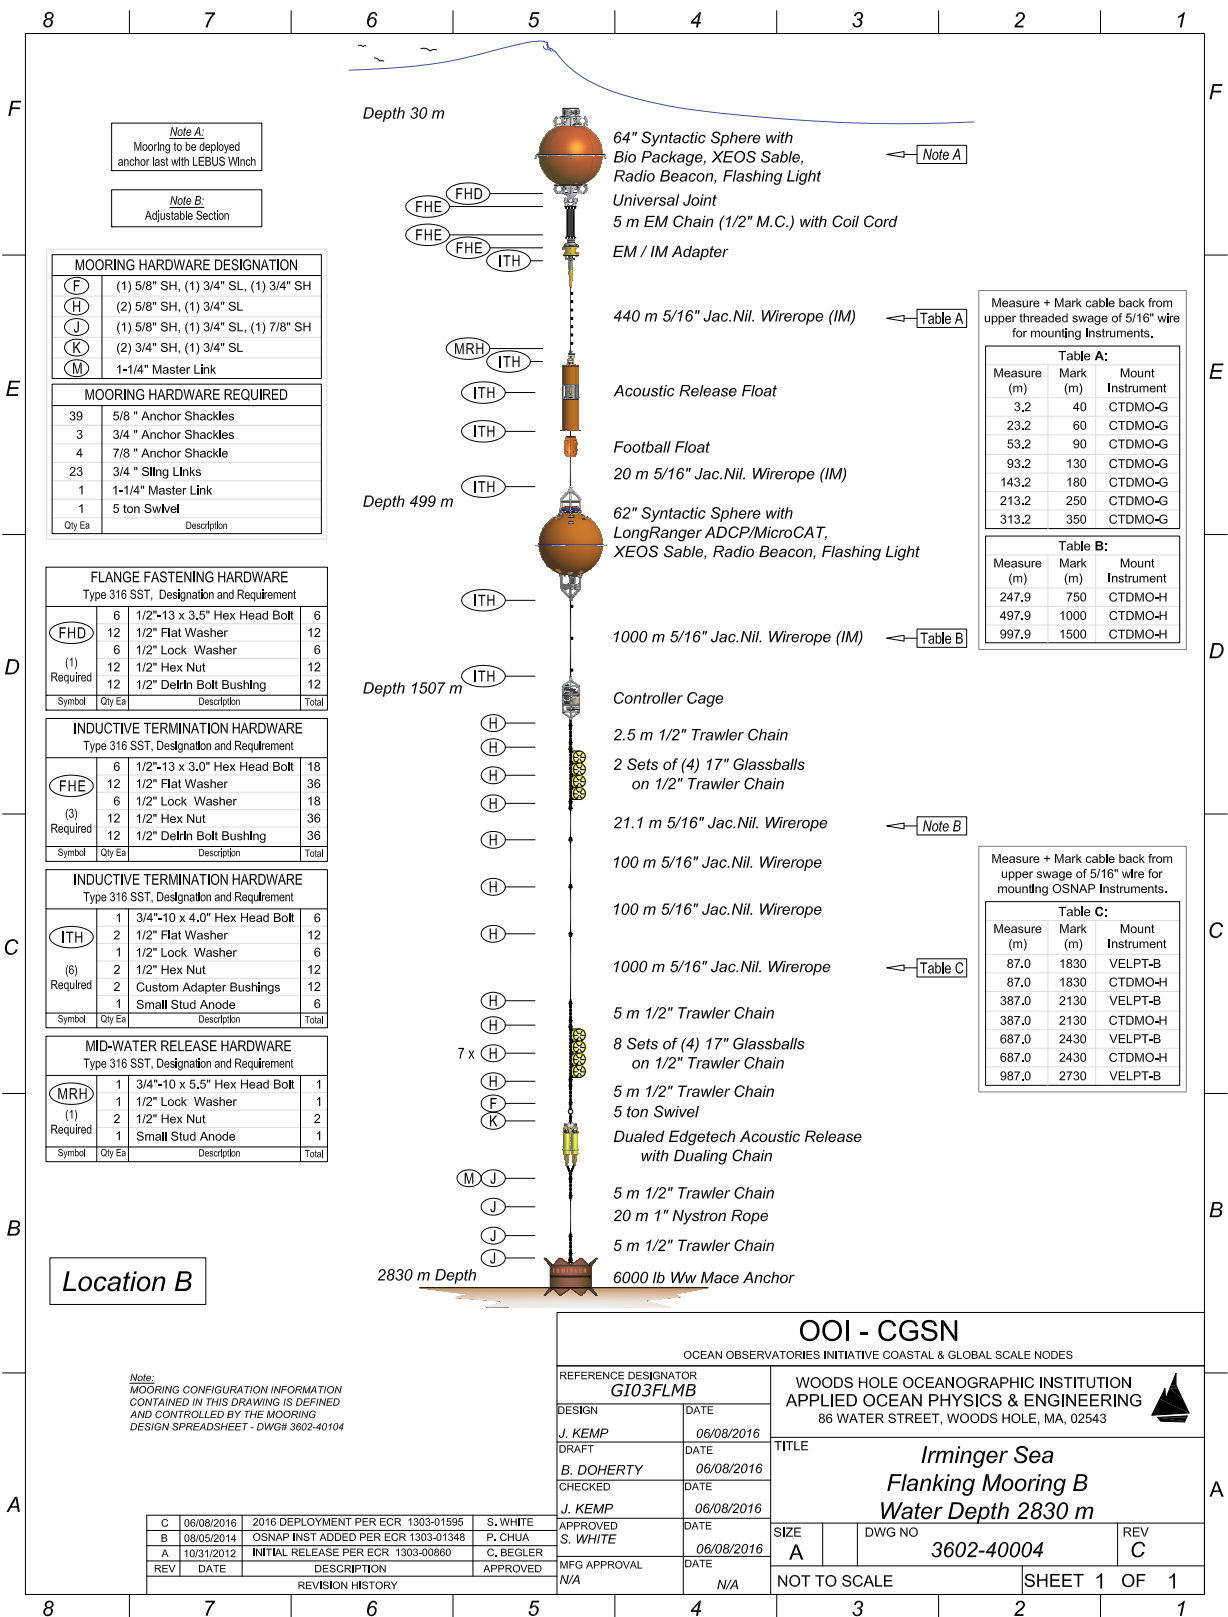 8 7 6 5 4 3 2 1
F
F
Depth 30 m
Note A:
Mooring to be deployed
anchor last with LEBUS Winch
64" Syntactic Sphere with
Bio Package, XEOS Sable,
Radio Beacon, Flashing Light
Note A
Note B:
Adjustable Section
FHD
Universal Joint
FHE
5 m EM Chain (1/2" M.C.) with Coil Cord
FHE
FHE
EM / IM Adapter
ITH
MOORING HARDWARE DESIGNATION
F (1) 5/8" SH, (1) 3/4" SL, (1) 3/4" SH
H (2) 5/8" SH, (1) 3/4" SL
J (1) 5/8" SH, (1) 3/4" SL, (1) 7/8" SH
K (2) 3/4" SH, (1) 3/4" SL
M 1-1/4" Master Link
440 m 5/16" Jac.Nil. Wirerope (IM)
Table A
Measure + Mark cable back from
upper threaded swage of 5/16" wire
for mounting Instruments.
MRH
ITH
E
E
Table A:
Measure Mark Mount
(m) (m) Instrument
3.2 40 CTDMO-G
23.2 60 CTDMO-G
53.2 90 CTDMO-G
93.2 130 CTDMO-G
143.2 180 CTDMO-G
213.2 250 CTDMO-G
313.2 350 CTDMO-G
MOORING HARDWARE REQUIRED
39 5/8 " Anchor Shackles
3 3/4 " Anchor Shackles
4 7/8 " Anchor Shackle
23 3/4 " Sling Links
1 1-1/4" Master Link
1 5 ton Swivel
Qty Ea Description
ITH
Acoustic Release Float
ITH
Football Float
20 m 5/16" Jac.Nil. Wirerope (IM)
ITH
Depth 499 m
62" Syntactic Sphere with
LongRanger ADCP/MicroCAT,
XEOS Sable, Radio Beacon, Flashing Light
Table B:
Measure Mark Mount
(m) (m) Instrument
247.9 750 CTDMO-H
497.9 1000 CTDMO-H
997.9 1500 CTDMO-H
FLANGE FASTENING HARDWARE
Type 316 SST, Designation and Requirement
FHD
(1)
Required
6 1/2"-13 x 3.5" Hex Head Bolt 6
12 1/2" Flat Washer 12
6 1/2" Lock Washer 6
12 1/2" Hex Nut 12
12 1/2" Delrin Bolt Bushing 12
Symbol Qty Ea Description Total
D
D
ITH
1000 m 5/16" Jac.Nil. Wirerope (IM)
Table B
ITH
Depth 1507 m
Controller Cage
H
2.5 m 1/2" Trawler Chain
H
2 Sets of (4) 17" Glassballs
on 1/2" Trawler Chain
H
H
21.1 m 5/16" Jac.Nil. Wirerope
Note B
H
100 m 5/16" Jac.Nil. Wirerope
H
100 m 5/16" Jac.Nil. Wirerope
H
INDUCTIVE TERMINATION HARDWARE
Type 316 SST, Designation and Requirement
FHE
(3)
Required
6 1/2"-13 x 3.0" Hex Head Bolt 18
12 1/2" Flat Washer 36
6 1/2" Lock Washer 18
12 1/2" Hex Nut 36
12 1/2" Delrin Bolt Bushing 36
Symbol Qty Ea Description Total
INDUCTIVE TERMINATION HARDWARE
Type 316 SST, Designation and Requirement
ITH
(6)
Required
1 3/4"-10 x 4.0" Hex Head Bolt 6
2 1/2" Flat Washer 12
1 1/2" Lock Washer 6
2 1/2" Hex Nut 12
2 Custom Adapter Bushings 12
1 Small Stud Anode 6
Symbol Qty Ea Description Total
C
C
Measure + Mark cable back from
upper swage of 5/16" wire for
mounting OSNAP Instruments.
Table C:
Measure Mark Mount
(m) (m) Instrument
87.0 1830 VELPT-B
87.0 1830 CTDMO-H
387.0 2130 VELPT-B
387.0 2130 CTDMO-H
687.0 2430 VELPT-B
687.0 2430 CTDMO-H
987.0 2730 VELPT-B
1000 m 5/16" Jac.Nil. Wirerope
Table C
H
5 m 1/2" Trawler Chain
H
8 Sets of (4) 17" Glassballs
on 1/2" Trawler Chain
7 x H
H
5 m 1/2" Trawler Chain
F
5 ton Swivel
K
Dualed Edgetech Acoustic Release
with Dualing Chain
M J
5 m 1/2" Trawler Chain
J
20 m 1" Nystron Rope
J
5 m 1/2" Trawler Chain
J
2830 m Depth
6000 lb Ww Mace Anchor
MID-WATER RELEASE HARDWARE
Type 316 SST, Designation and Requirement
MRH
(1)
Required
1 3/4"-10 x 5.5" Hex Head Bolt 1
1 1/2" Lock Washer 1
2 1/2" Hex Nut 2
1 Small Stud Anode 1
Symbol Qty Ea Description Total
B
B
Location B
Note:
MOORING CONFIGURATION INFORMATION
CONTAINED IN THIS DRAWING IS DEFINED
AND CONTROLLED BY THE MOORING
DESIGN SPREADSHEET - DWG# 3602-40104
OOI - CGSN
OCEAN OBSERVATORIES INITIATIVE COASTAL & GLOBAL SCALE NODES
REFERENCE DESIGNATOR
GI03FLMB
WOODS HOLE OCEANOGRAPHIC INSTITUTION
APPLIED OCEAN PHYSICS & ENGINEERING
86 WATER STREET, WOODS HOLE, MA, 02543
DESIGN DATE
J. KEMP 06/08/2016
DRAFT DATE
B. DOHERTY 06/08/2016
CHECKED DATE
J. KEMP 06/08/2016
APPROVED DATE
S. WHITE 06/08/2016
MFG APPROVAL DATE
N/A N/A
TITLE
Irminger Sea
Flanking Mooring B
Water Depth 2830 m
SIZE DWG NO REV
A 3602-40004 C
NOT TO SCALE SHEET 1 OF 1
A
A
C 06/08/2016 2016 DEPLOYMENT PER ECR 1303-01595 S. WHITE
B 08/05/2014 OSNAP INST ADDED PER ECR 1303-01348 P. CHUA
A 10/31/2012 INITIAL RELEASE PER ECR 1303-00860 C. BEGLER
REV DATE DESCRIPTION APPROVED
REVISION HISTORY
8 7 6 5 4 3 2 1